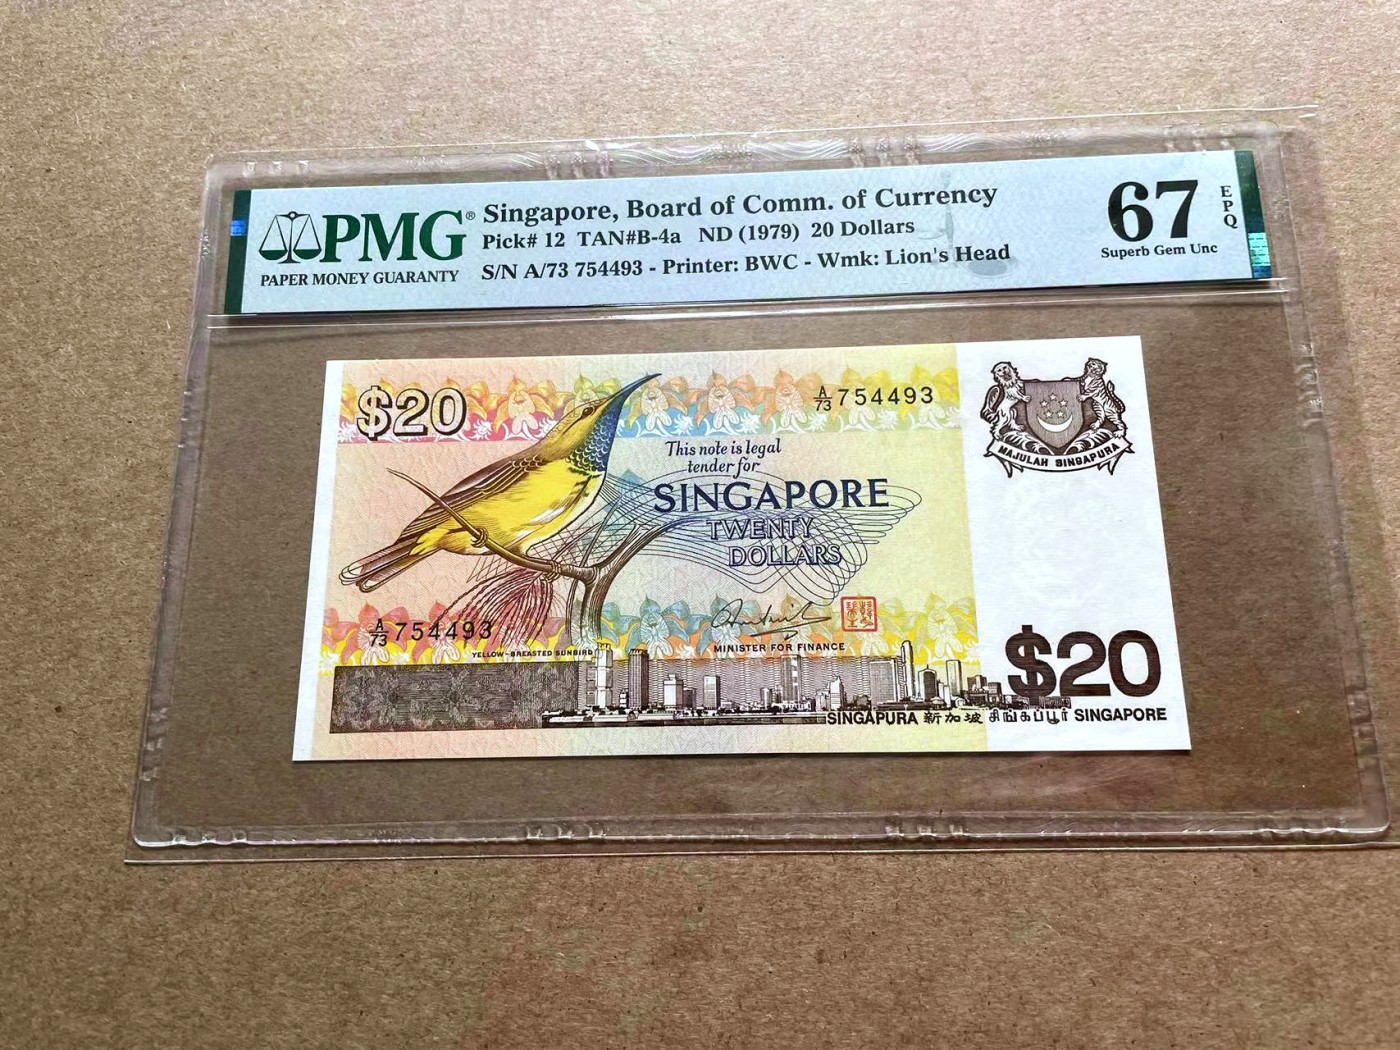 PMG®
PAPER MONEY GUARANTY
Singapore, Board of Comm. of Currency
Pick# 12 TAN#B-4a ND (1979) 20 Dollars
S/N A/73 754493 - Printer: BWC - Wmk: Lion's Head
67
EPQ
Superb Gem Unc
$20
A/73 754493
This note is legal
tender for
SINGAPORE
TWENTY
DOLLARS
MAJULAH SINGAPURA
A/73 754493
YELLOW-BREASTED SUNBIRD
MINISTER FOR FINANCE
$20
SINGAPURA 新加坡 சிங்கப்பூர் SINGAPORE